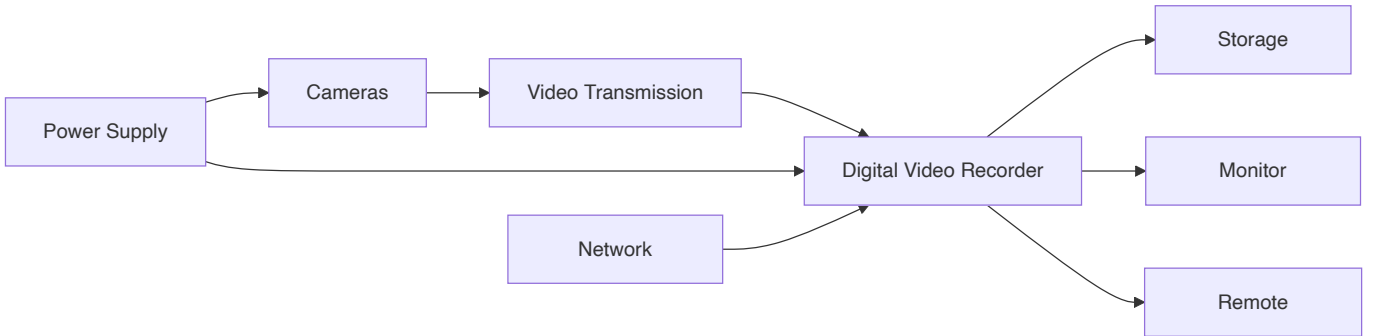 Power Supply
Cameras
Video Transmission
Network
Digital Video Recorder
Storage
Monitor
Remote